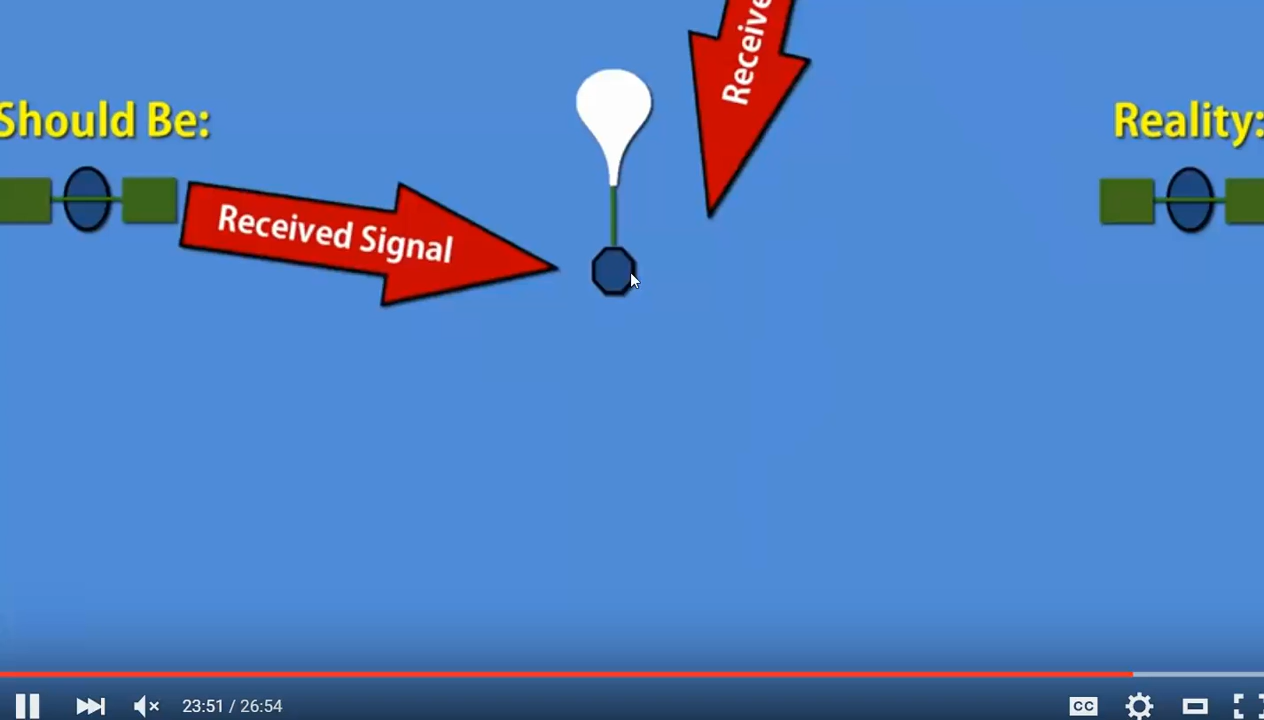 Should Be:
Received Signal
Receive
Reality:
23:51 / 26:54
CC